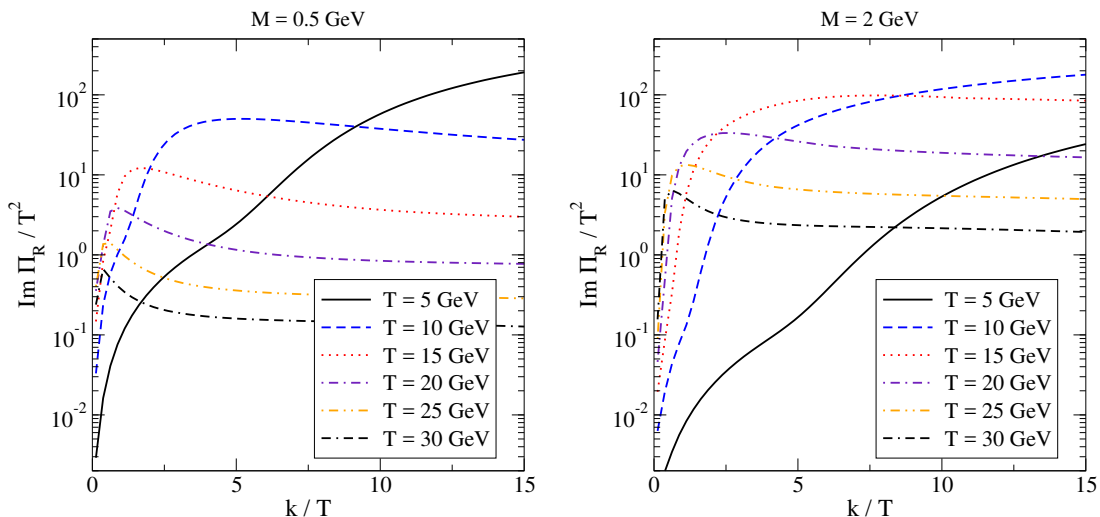 M = 0.5 GeV
Im Π_R / T^2
10^2
10^1
10^0
10^-1
10^-2
T = 5 GeV
T = 10 GeV
T = 15 GeV
T = 20 GeV
T = 25 GeV
T = 30 GeV
0 5 10 15
k / T
M = 2 GeV
Im Π_R / T^2
10^2
10^1
10^0
10^-1
10^-2
T = 5 GeV
T = 10 GeV
T = 15 GeV
T = 20 GeV
T = 25 GeV
T = 30 GeV
0 5 10 15
k / T